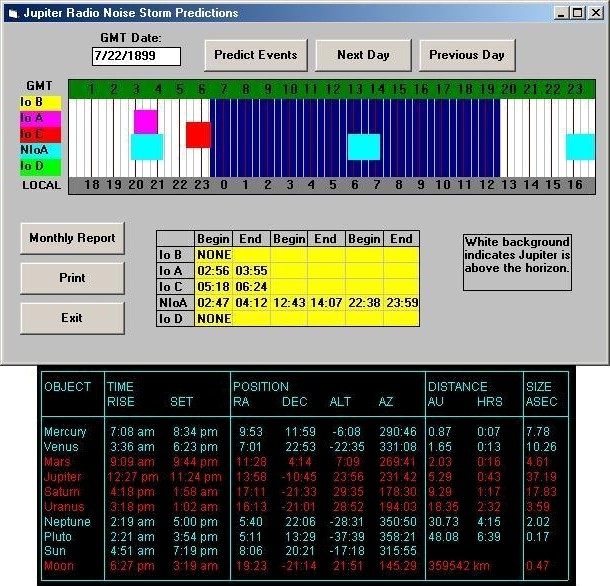 Jupiter Radio Noise Storm Predictions
GMT Date:
7/22/1899
Predict Events Next Day Previous Day
GMT 1 2 3 4 5 6 7 8 9 10 11 12 13 14 15 16 17 18 19 20 21 22 23
Io B
Io A
Io C
NIoA
Io D
LOCAL 18 19 20 21 22 23 0 1 2 3 4 5 6 7 8 9 10 11 12 13 14 15 16
Monthly Report
Print
Exit
Begin End Begin End Begin End
Io B NONE
Io A 02:56 03:55
Io C 05:18 06:24
NIoA 02:47 04:12 12:43 14:07 22:38 23:59
Io D NONE
White background
indicates Jupiter is
above the horizon.
OBJECT TIME POSITION DISTANCE SIZE
RISE SET RA DEC ALT AZ AU HRS ASEC
Mercury 7:08 am 8:34 pm 9:53 11:59 -6:08 290:46 0.87 0:07 7.78
Venus 3:36 am 6:23 pm 7:01 22:53 -22:35 331:08 1.65 0:13 10.26
Mars 9:09 am 9:44 pm 11:28 4:14 7:09 269:41 2.03 0:16 4.61
Jupiter 12:27 pm 11:24 pm 13:58 -10:45 23:56 231:42 5.29 0:43 37.19
Saturn 4:18 pm 1:58 am 17:11 -21:33 29:35 178:30 9.29 1:17 17.83
Uranus 3:18 pm 1:02 am 16:13 -21:01 28:52 194:03 18.35 2:32 3.59
Neptune 2:19 am 5:00 pm 5:40 22:06 -28:31 350:50 30.73 4:15 2.02
Pluto 2:21 am 3:54 pm 5:11 13:29 -37:39 358:21 48.08 6:39 0.17
Sun 4:51 am 7:19 pm 8:06 20:21 -17:18 315:55
Moon 6:27 pm 3:19 am 19:23 -21:14 21:51 145:29 359542 km 0.47